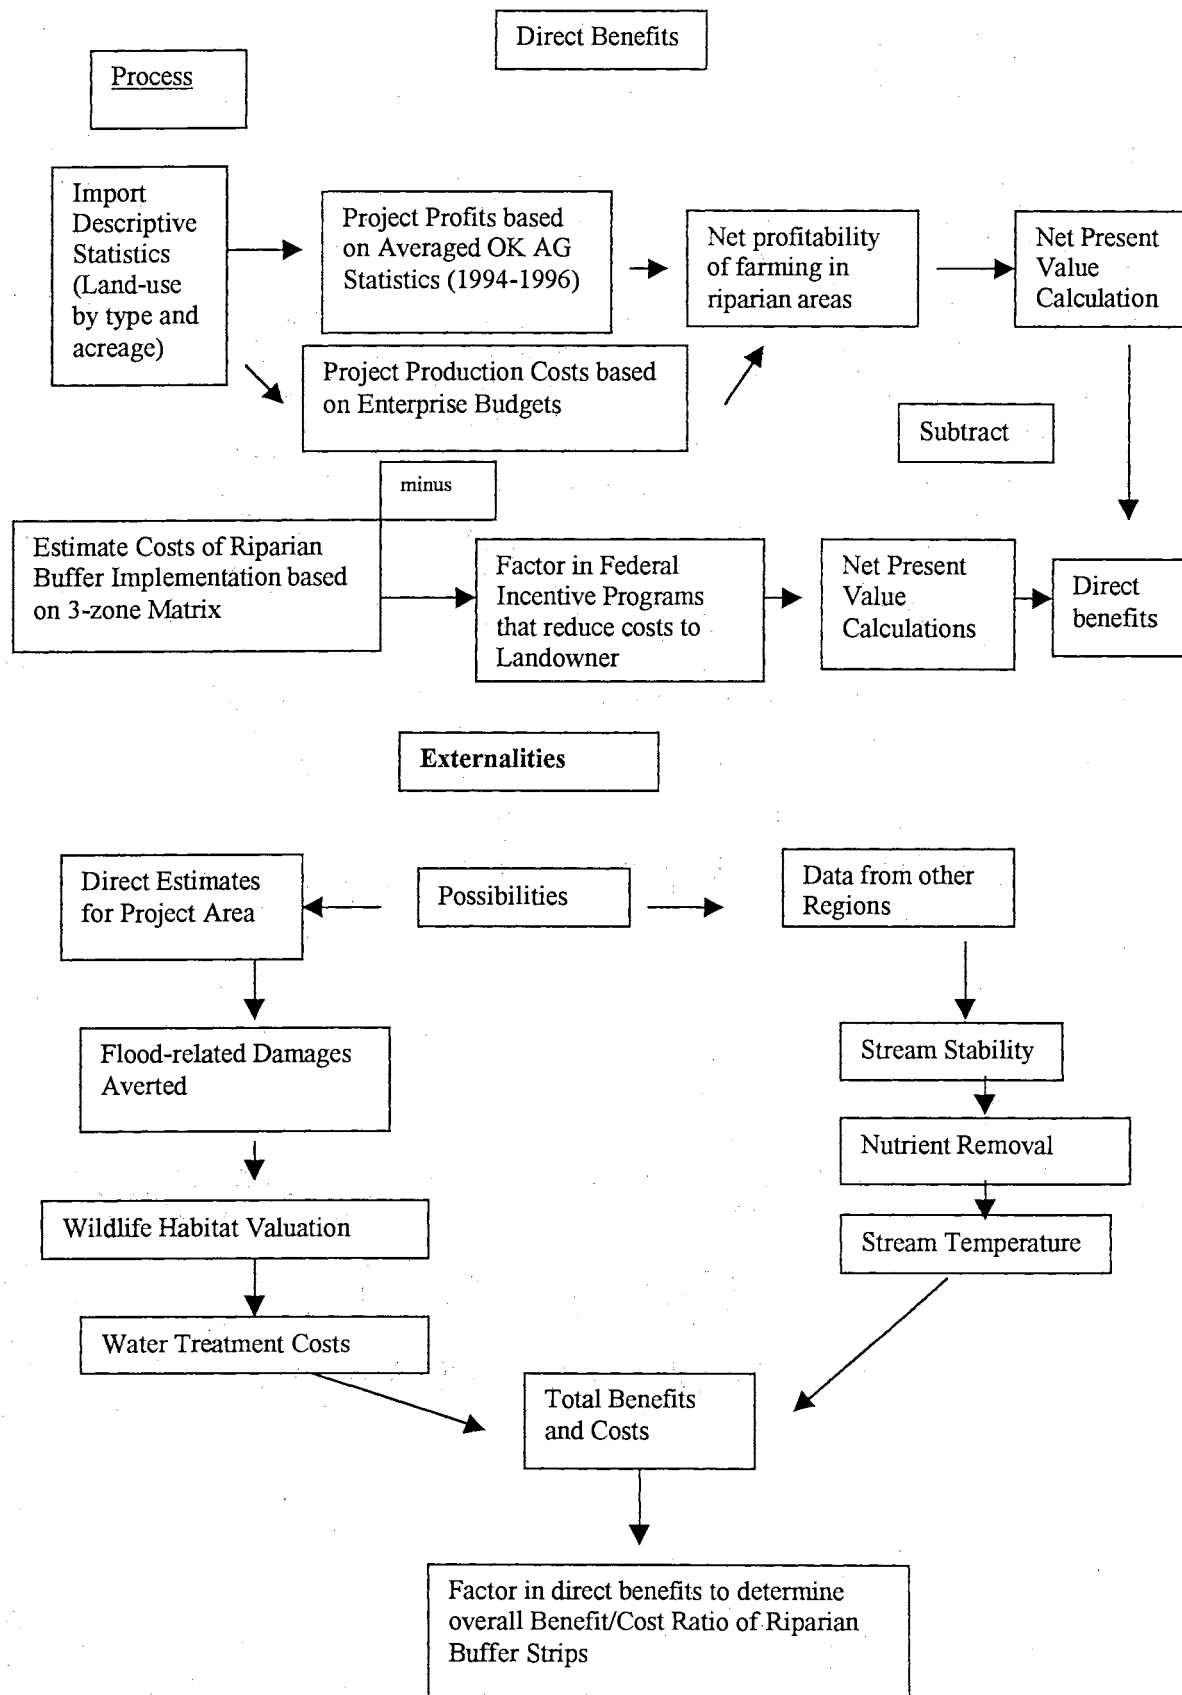 Direct Benefits
Process
Import
Descriptive
Statistics
(Land-use
by type and
acreage)
Project Profits based
on Averaged OK AG
Statistics (1994-1996)
Net profitability
of farming in
riparian areas
Net Present
Value
Calculation
Project Production Costs based
on Enterprise Budgets
Subtract
minus
Estimate Costs of Riparian
Buffer Implementation based
on 3-zone Matrix
Factor in Federal
Incentive Programs
that reduce costs to
Landowner
Net Present
Value
Calculations
Direct
benefits
Externalities
Direct Estimates
for Project Area
Possibilities
Data from other
Regions
Flood-related Damages
Averted
Stream Stability
Nutrient Removal
Wildlife Habitat Valuation
Stream Temperature
Water Treatment Costs
Total Benefits
and Costs
Factor in direct benefits to determine
overall Benefit/Cost Ratio of Riparian
Buffer Strips